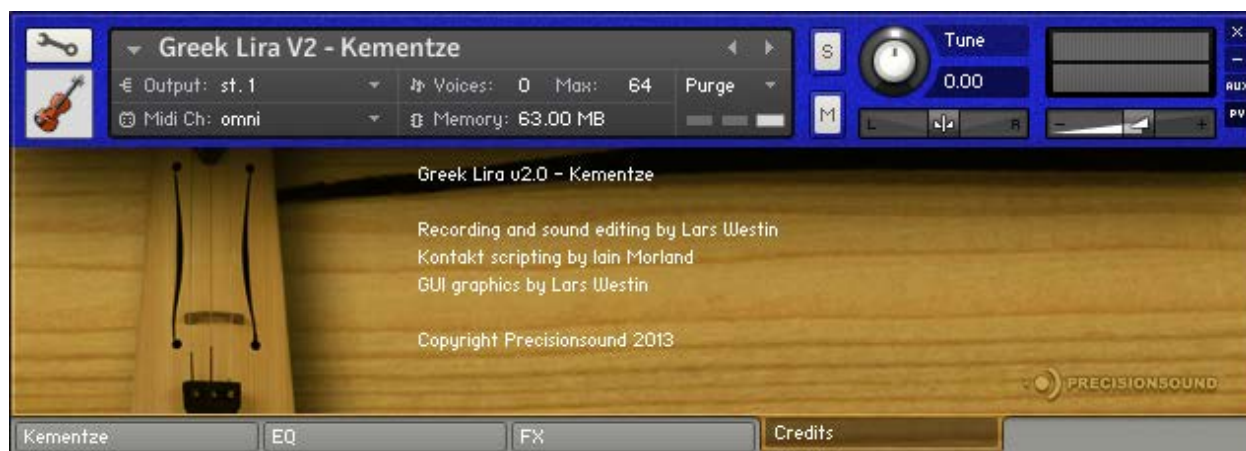 Greek Lira V2 - Kementze
Output: st. 1
Voices: 0 Max: 64
Purge
Midi Ch: omni
Memory: 63.00 MB
S
M
Tune
0.00
L
R
-
+
×
-
AUX
PV
Greek Lira v2.0 - Kementze
Recording and sound editing by Lars Westin
Kontakt scripting by Iain Morland
GUI graphics by Lars Westin
Copyright Precisionsound 2013
PRECISIONSOUND
Kementze
EQ
FX
Credits